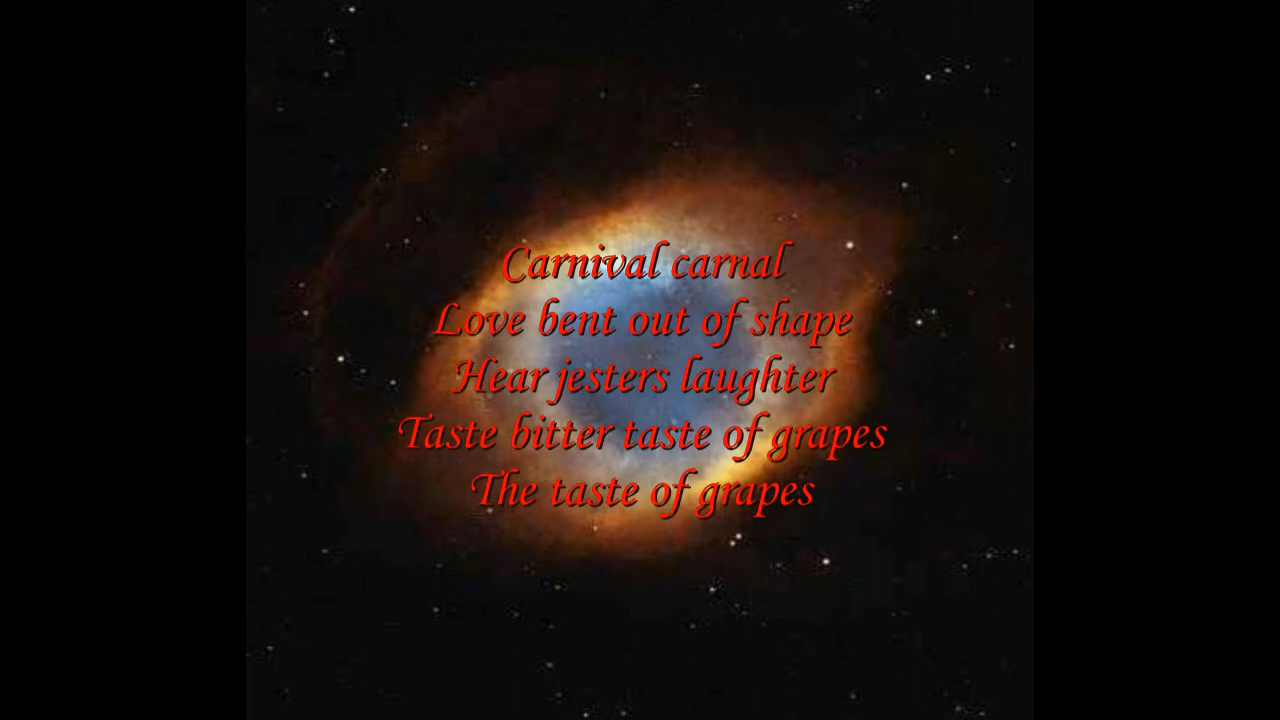 Carnival carnal
Love bent out of shape
Hear jesters laughter
Taste bitter taste of grapes
The taste of grapes